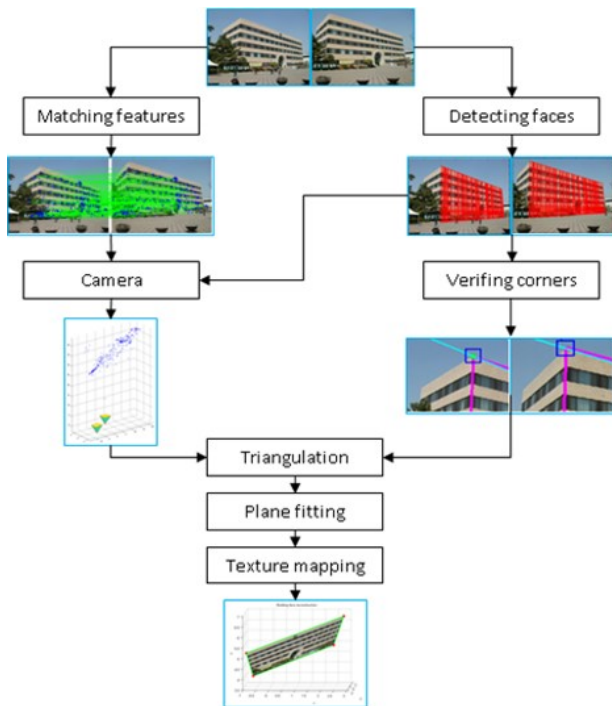 Matching features
Detecting faces
Camera
Verifing corners
Triangulation
Plane fitting
Texture mapping